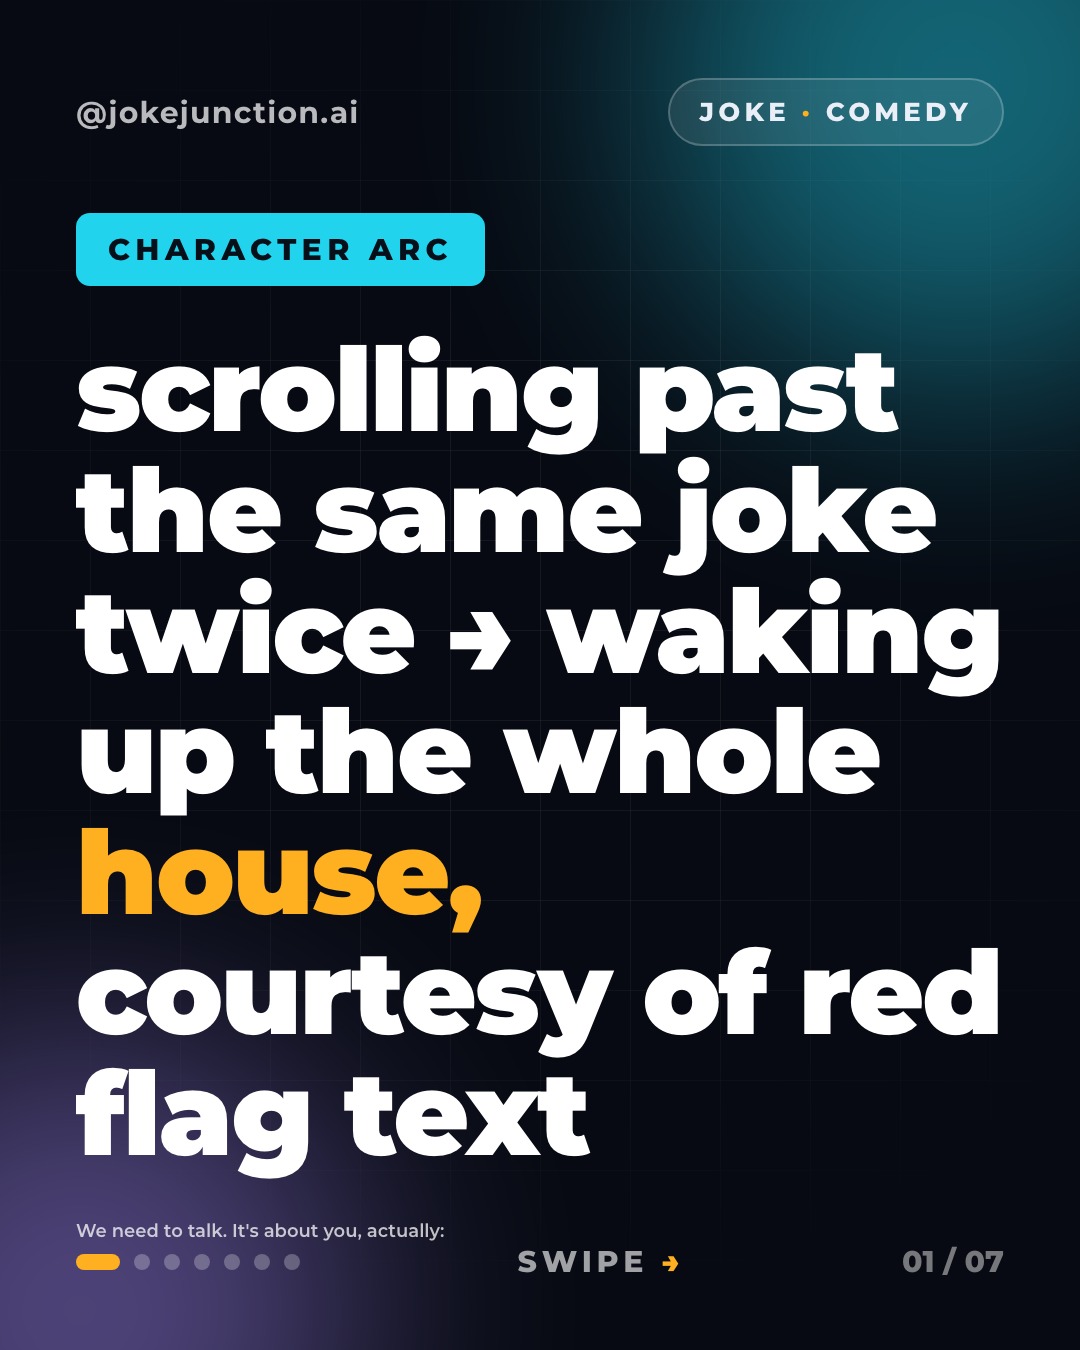 @jokejunction.ai
JOKE · COMEDY
CHARACTER ARC
scrolling past
the same joke
twice → waking
up the whole
house,
courtesy of red
flag text
We need to talk. It's about you, actually:
SWIPE →
01 / 07